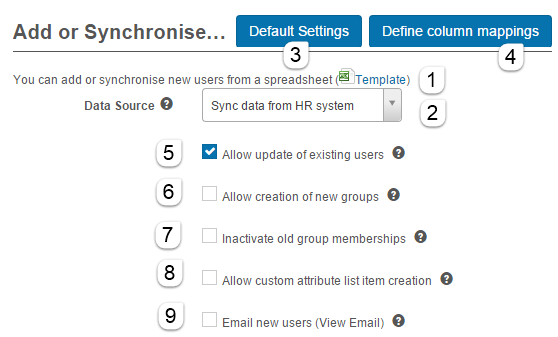 Add or Synchronise... Default Settings Define column mappings
3 4
You can add or synchronise new users from a spreadsheet (Template) 1
Data Source Sync data from HR system 2
5 Allow update of existing users
6 Allow creation of new groups
7 Inactivate old group memberships
8 Allow custom attribute list item creation
9 Email new users (View Email)